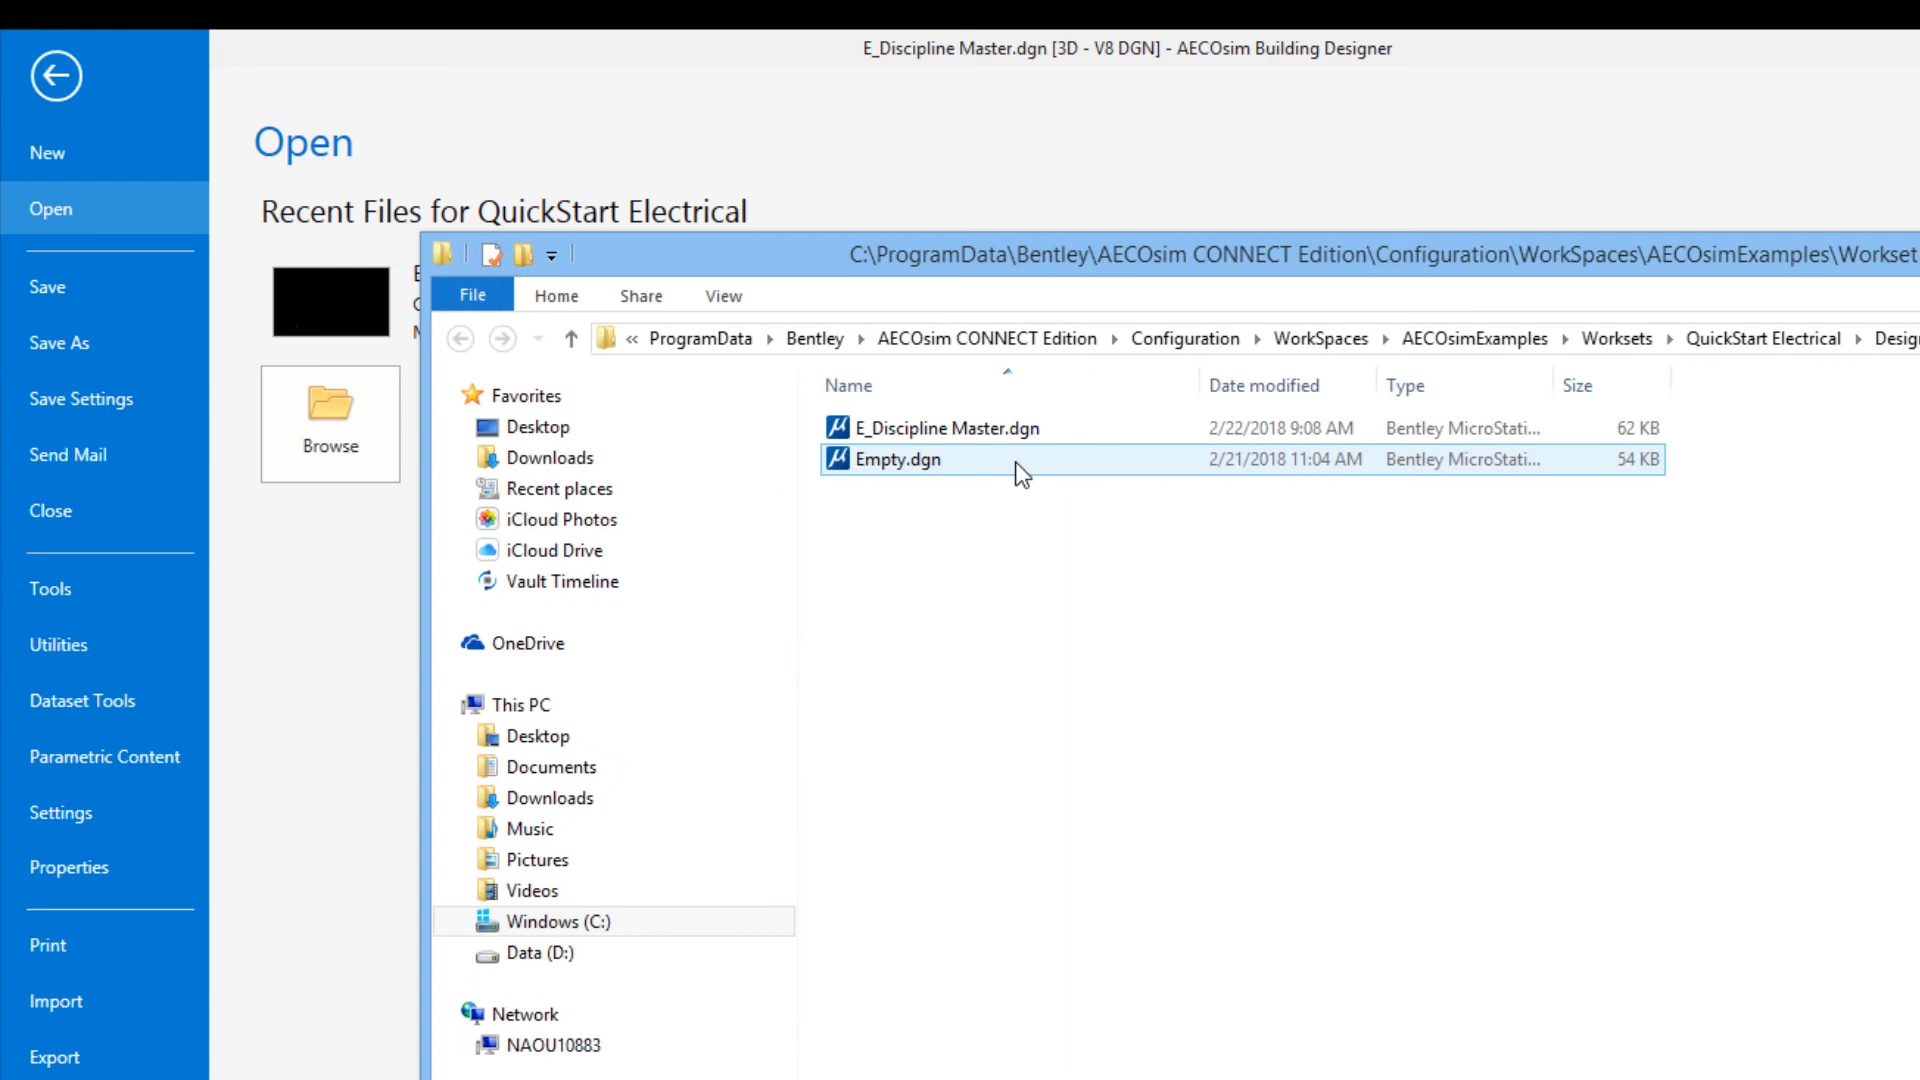 E_Discipline Master.dgn [3D - V8 DGN] - AECOsim Building Designer
New
Open
Save
Save As
Save Settings
Send Mail
Close
Tools
Utilities
Dataset Tools
Parametric Content
Settings
Properties
Print
Import
Export
Open
Recent Files for QuickStart Electrical
Browse
C:\ProgramData\Bentley\AECOsim CONNECT Edition\Configuration\WorkSpaces\AECOsimExamples\Workset
File Home Share View
« ProgramData Bentley AECOsim CONNECT Edition Configuration WorkSpaces AECOsimExamples Worksets QuickStart Electrical Design
Favorites
Desktop
Downloads
Recent places
iCloud Photos
iCloud Drive
Vault Timeline
OneDrive
This PC
Desktop
Documents
Downloads
Music
Pictures
Videos
Windows (C:)
Data (D:)
Network
NAOU10883
Name Date modified Type Size
E_Discipline Master.dgn 2/22/2018 9:08 AM Bentley MicroStati... 62 KB
Empty.dgn 2/21/2018 11:04 AM Bentley MicroStati... 54 KB